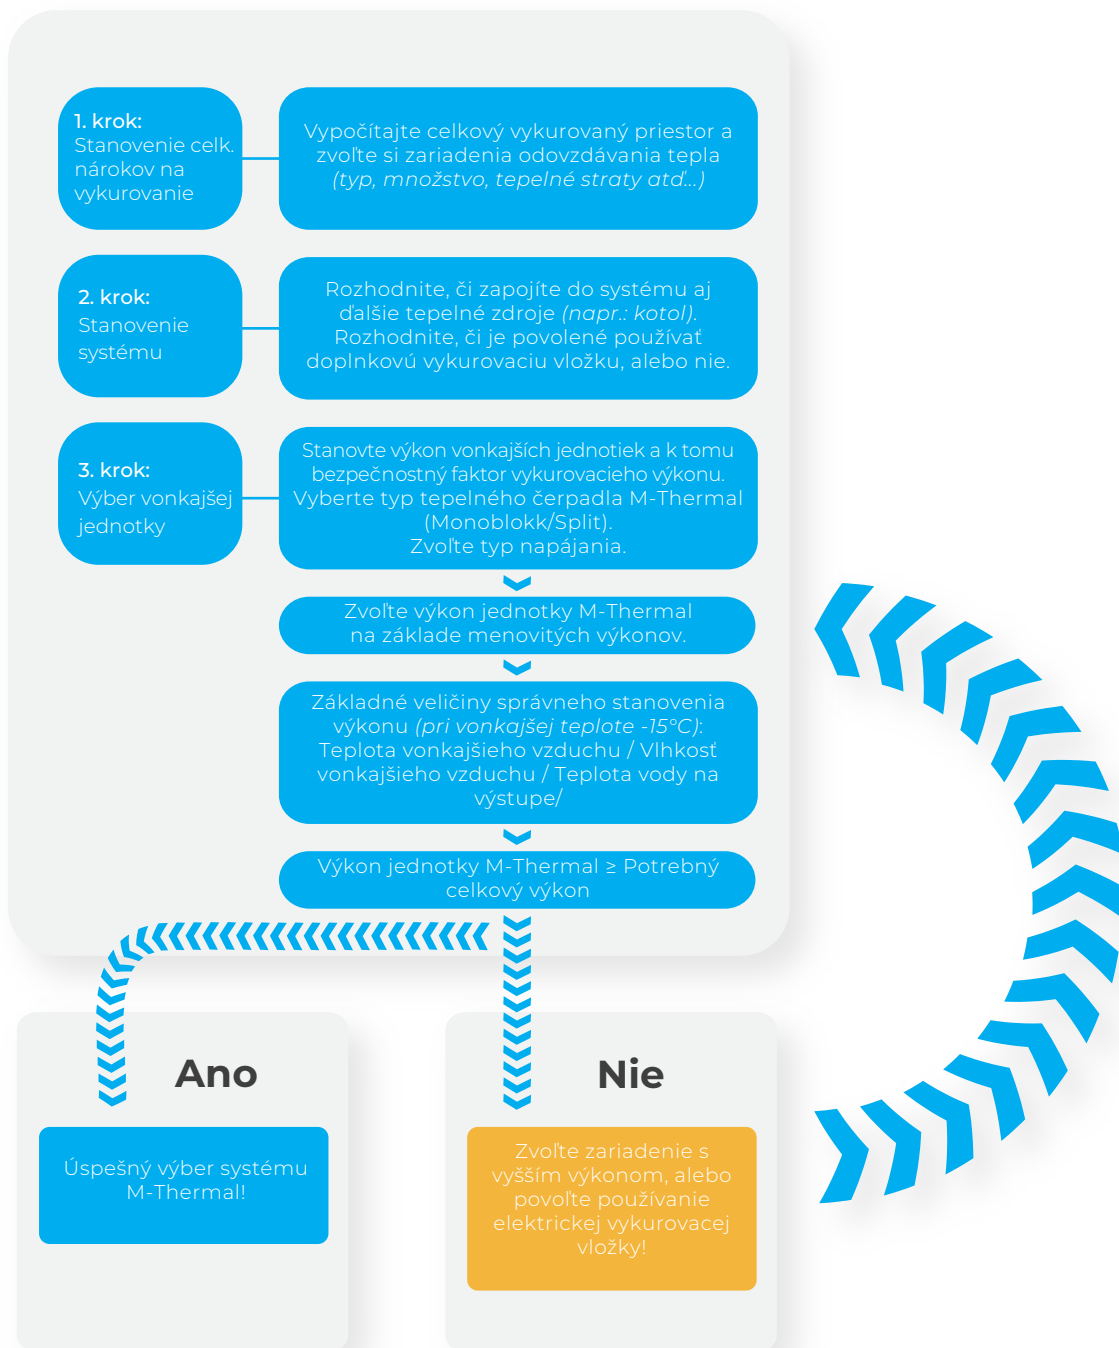 1. krok:
Stanovenie celk.
nárokov na
vykurovanie
Vypočítajte celkový vykurovaný priestor a
zvoľte si zariadenia odovzdávania tepla
(typ, množstvo, tepelné straty atď...)
2. krok:
Stanovenie
systému
Rozhodnite, či zapojíte do systému aj
ďalšie tepelné zdroje (napr.: kotol).
Rozhodnite, či je povolené používať
doplnkovú vykurovaciu vložku, alebo nie.
3. krok:
Výber vonkajšej
jednotky
Stanovte výkon vonkajších jednotiek a k tomu
bezpečnostný faktor vykurovacieho výkonu.
Vyberte typ tepelného čerpadla M-Thermal
(Monoblokk/Split).
Zvoľte typ napájania.
Zvoľte výkon jednotky M-Thermal
na základe menovitých výkonov.
Základné veličiny správneho stanovenia
výkonu (pri vonkajšej teplote -15°C):
Teplota vonkajšieho vzduchu / Vlhkosť
vonkajšieho vzduchu / Teplota vody na
výstupe/
Výkon jednotky M-Thermal ≥ Potrebný
celkový výkon
Ano
Úspešný výber systému
M-Thermal!
Nie
Zvoľte zariadenie s
vyšším výkonom, alebo
povoľte používanie
elektrickej vykurovacej
vložky!